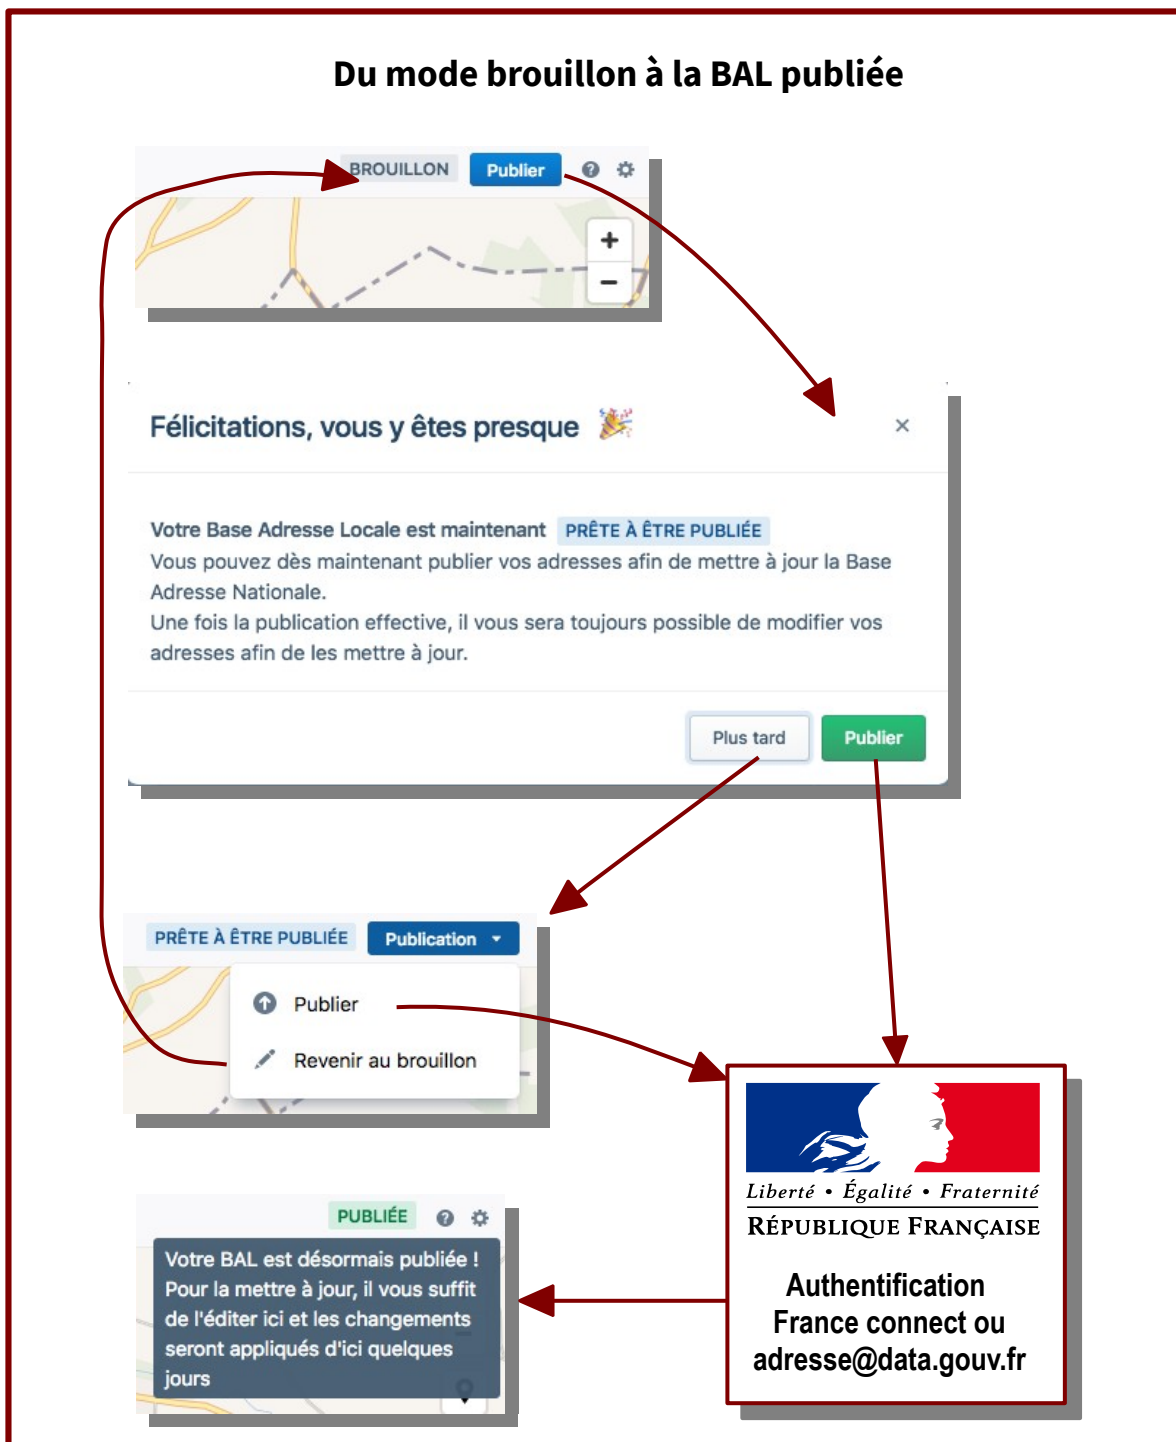 Du mode brouillon à la BAL publiée
BROUILLON Publier
+
−
Félicitations, vous y êtes presque
Votre Base Adresse Locale est maintenant PRÊTE À ÊTRE PUBLIÉE
Vous pouvez dès maintenant publier vos adresses afin de mettre à jour la Base
Adresse Nationale.
Une fois la publication effective, il vous sera toujours possible de modifier vos
adresses afin de les mettre à jour.
Plus tard Publier
PRÊTE À ÊTRE PUBLIÉE Publication
Publier
Revenir au brouillon
Liberté • Égalité • Fraternité
RÉPUBLIQUE FRANÇAISE
Authentification
France connect ou
adresse@data.gouv.fr
PUBLIÉE
Votre BAL est désormais publiée !
Pour la mettre à jour, il vous suffit
de l'éditer ici et les changements
seront appliqués d'ici quelques
jours